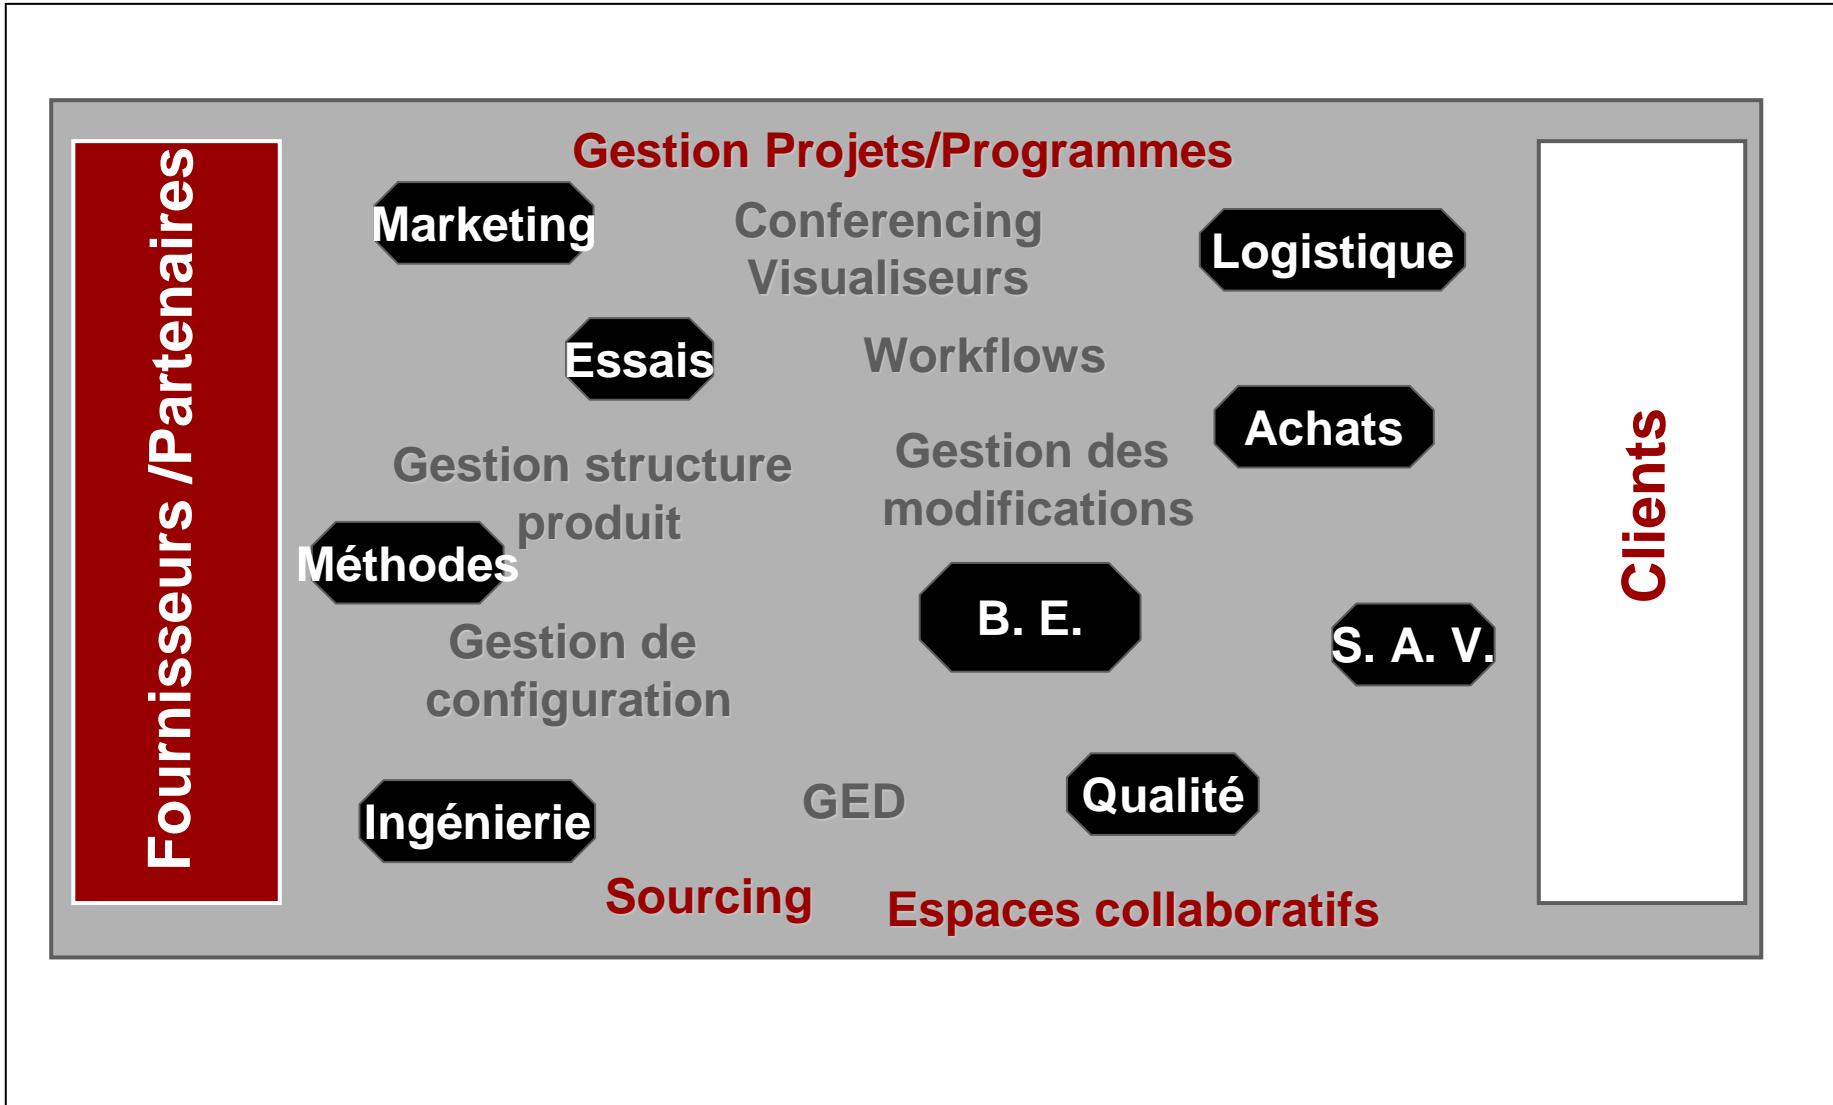 Fournisseurs /Partenaires
Gestion Projets/Programmes
Marketing
Conferencing
Visualiseurs
Logistique
Essais
Workflows
Achats
Gestion structure
produit
Gestion des
modifications
Méthodes
B. E.
S. A. V.
Gestion de
configuration
Ingénierie
GED
Qualité
Sourcing
Espaces collaboratifs
Clients